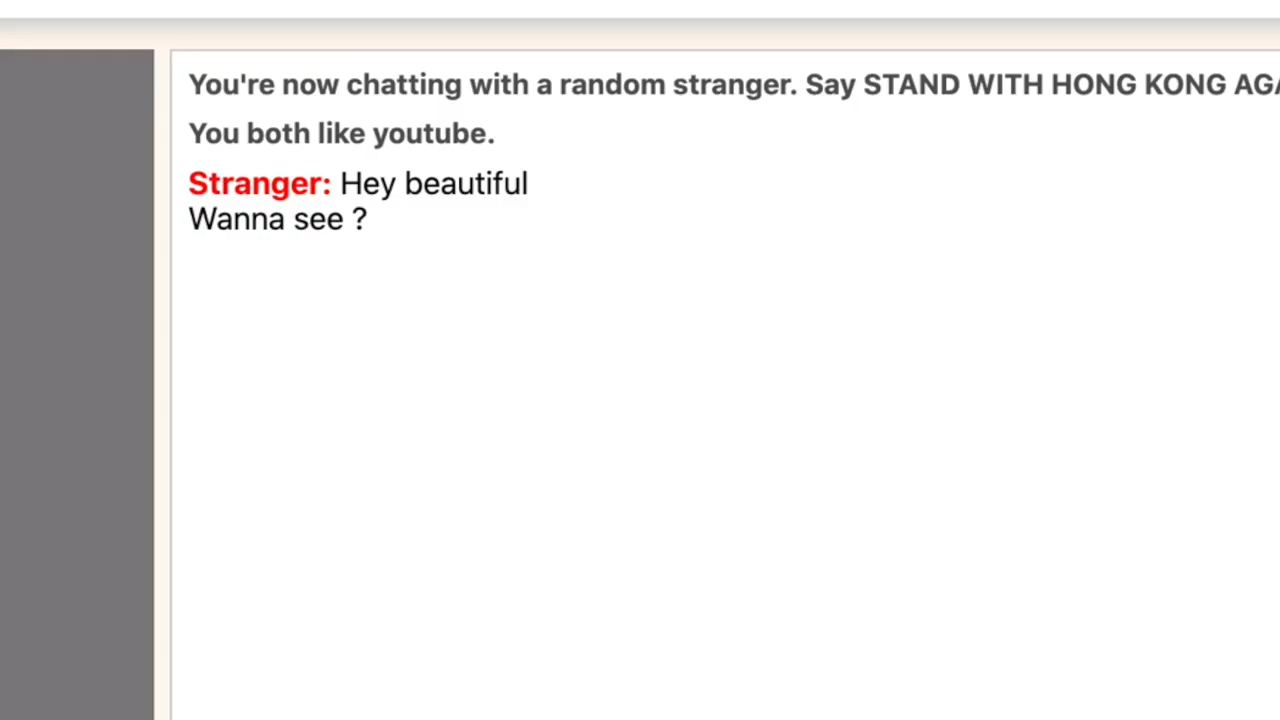 You're now chatting with a random stranger. Say STAND WITH HONG KONG
You both like youtube.
Stranger: Hey beautiful
Wanna see ?